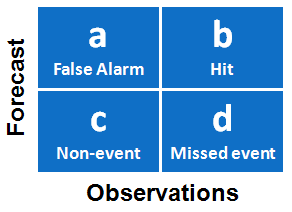 Forecast
a
False Alarm
b
Hit
c
Non-event
d
Missed event
Observations